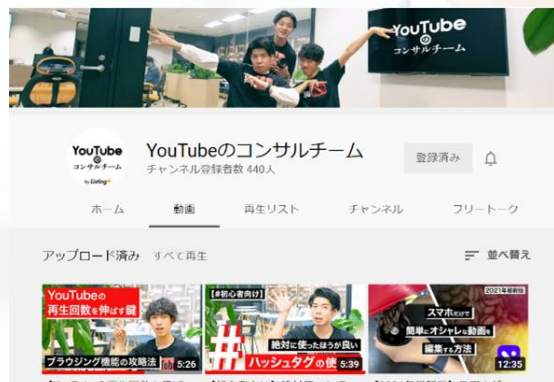 YouTube
の
コンサルチーム
YouTube
の
コンサルチーム
by Listing+
YouTubeのコンサルチーム
チャンネル登録者数 440人
登録済み
ホーム 動画 再生リスト チャンネル フリートーク
アップロード済み すべて再生
並べ替え
YouTubeの
再生回数を伸ばす鍵
ブラウジング機能の攻略法
5:26
【#初心者向け】
#
絶対に使ったほうが良い
ハッシュタグの使
5:39
2021年最新版
スマホだけで
簡単にオシャレな動画を
編集する方法
12:35